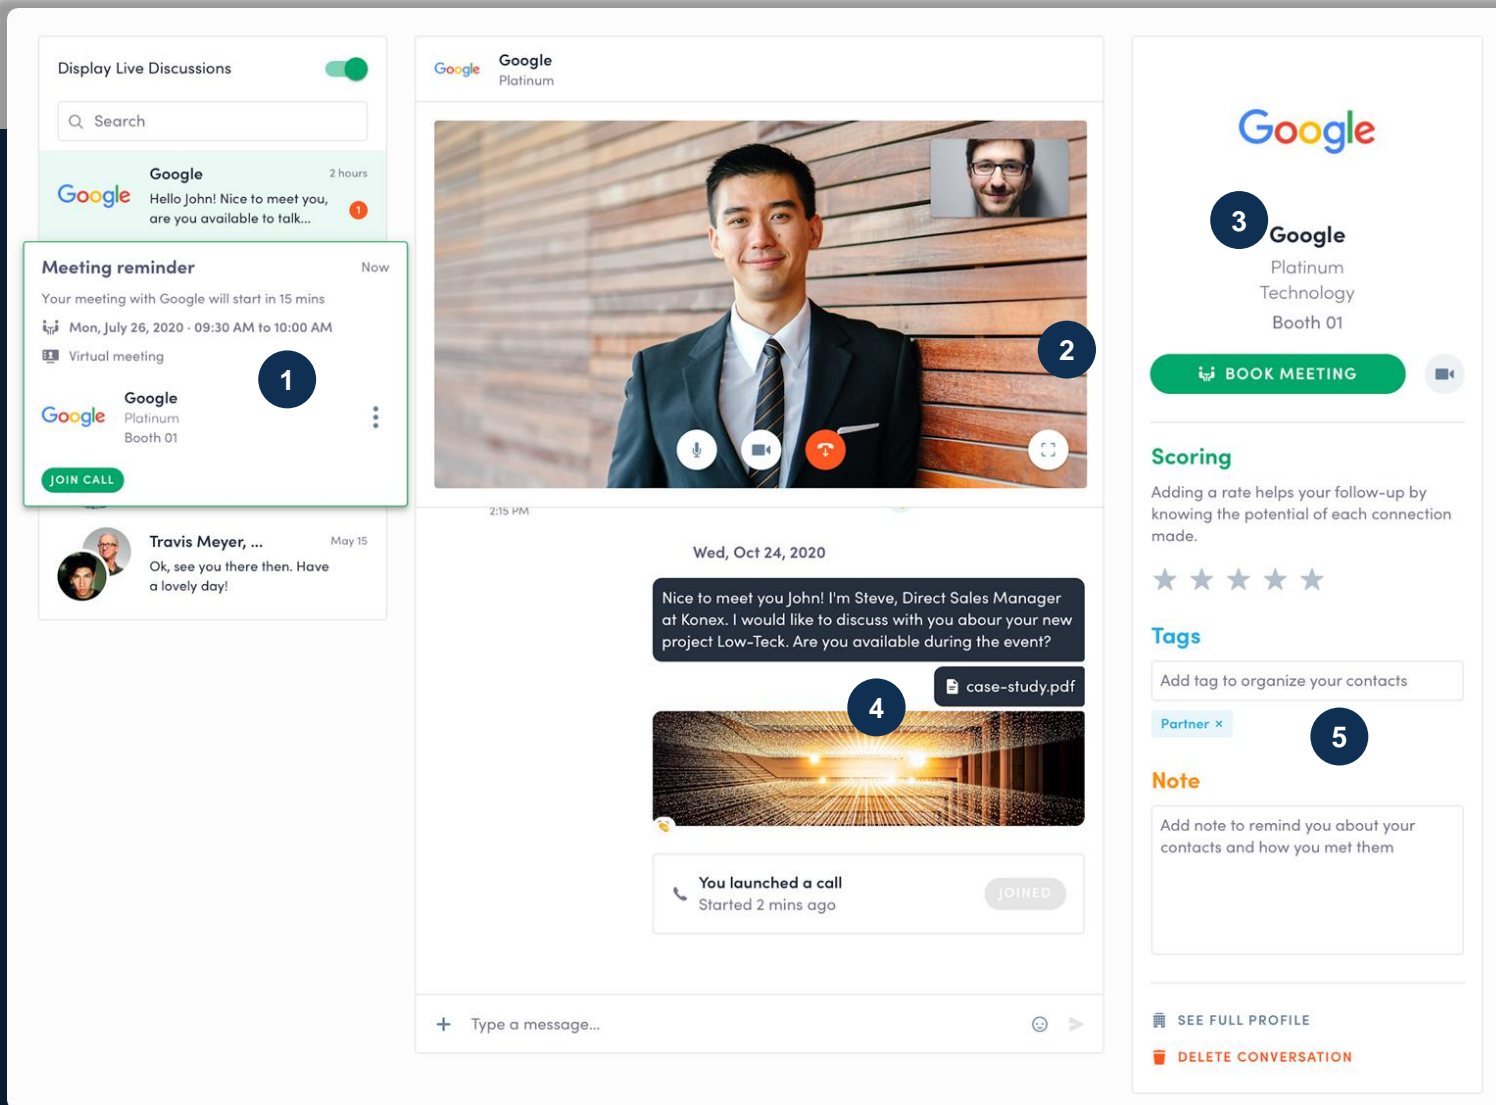 Display Live Discussions
Search
Google
Google
2 hours
Hello John! Nice to meet you,
are you available to talk...
1
Meeting reminder
Now
Your meeting with Google will start in 15 mins
Mon, July 26, 2020 · 09:30 AM to 10:00 AM
Virtual meeting
1
Google
Google
Platinum
Booth 01
JOIN CALL
Travis Meyer, ...
May 15
Ok, see you there then. Have
a lovely day!
Google
Google
Platinum
2
2:15 PM
Wed, Oct 24, 2020
Nice to meet you John! I'm Steve, Direct Sales Manager
at Konex. I would like to discuss with you abour your new
project Low-Teck. Are you available during the event?
case-study.pdf
4
You launched a call
Started 2 mins ago
JOINED
Type a message...
Google
3
Google
Platinum
Technology
Booth 01
BOOK MEETING
Scoring
Adding a rate helps your follow-up by
knowing the potential of each connection
made.
Tags
Add tag to organize your contacts
Partner ×
5
Note
Add note to remind you about your
contacts and how you met them
SEE FULL PROFILE
DELETE CONVERSATION